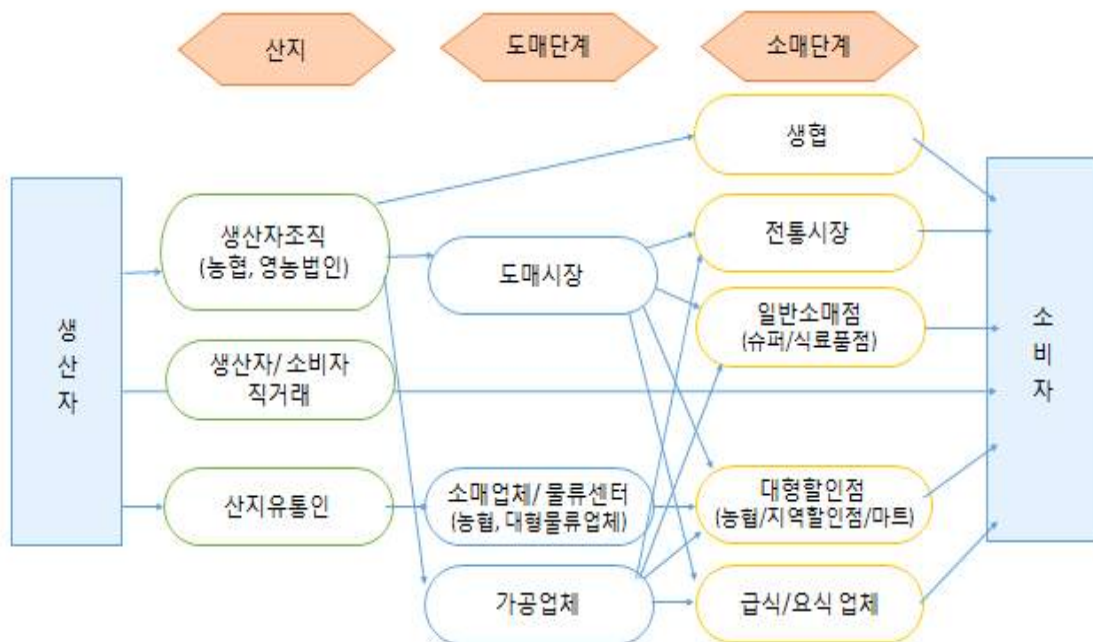 산지
도매단계
소매단계
생산자
생산자조직
(농협, 영농법인)
생산자/ 소비자
직거래
산지유통인
도매시장
소매업체/ 물류센터
(농협, 대형물류업체)
가공업체
생협
전통시장
일반소매점
(슈퍼/식료품점)
대형할인점
(농협/지역할인점/마트)
급식/요식 업체
소비자